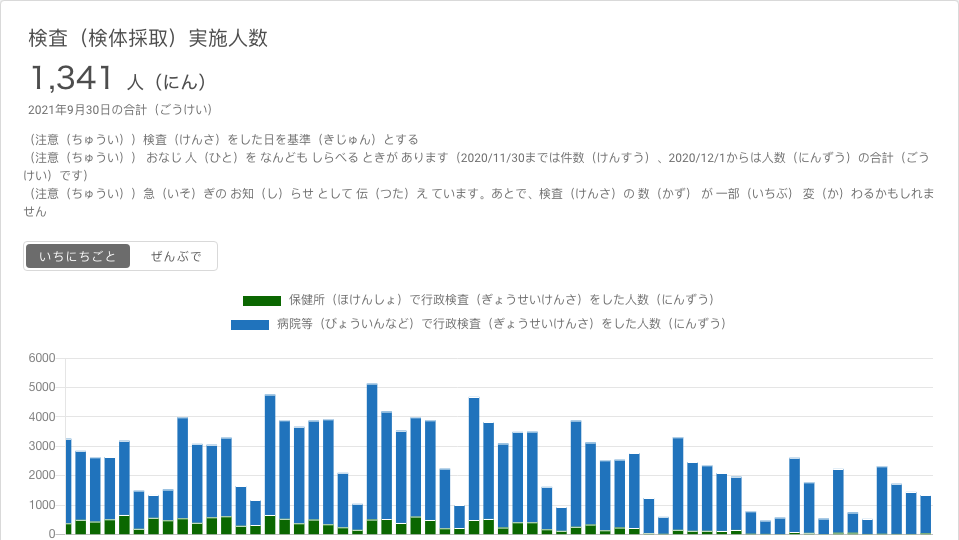 検査（検体採取）実施人数
1,341 人（にん）
2021年9月30日の合計（ごうけい）
（注意（ちゅうい））検査（けんさ）をした日を基準（きじゅん）とする
（注意（ちゅうい）） おなじ 人（ひと）を なんども しらべる ときが あります（2020/11/30までは件数（けんすう）、2020/12/1からは人数（にんずう）の合計（ごう
けい）です）
（注意（ちゅうい））急（いそ）ぎの お知（し）らせ として 伝（つた）え ています。あとで、検査（けんさ）の 数（かず） が 一部（いちぶ） 変（か）わるかもしれま
せん
いちにちごと ぜんぶで
保健所（ほけんしょ）で行政検査（ぎょうせいけんさ）をした人数（にんずう）
病院等（びょういんなど）で行政検査（ぎょうせいけんさ）をした人数（にんずう）
6000
5000
4000
3000
2000
1000
0